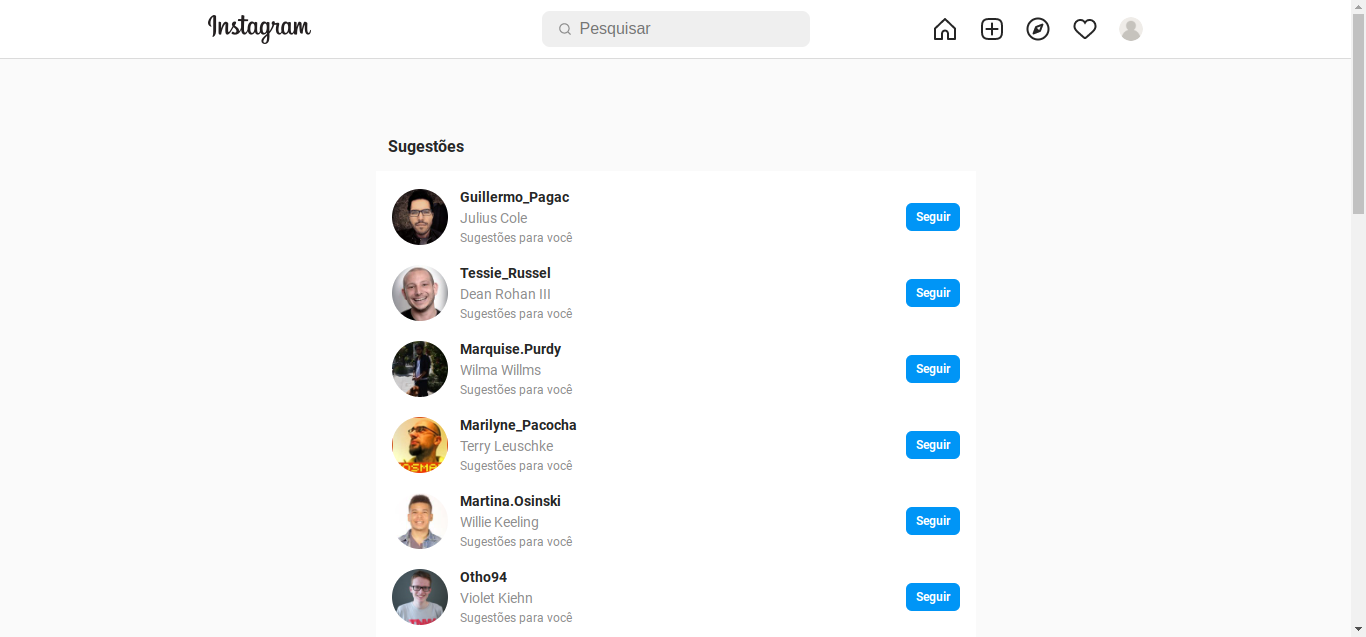 Instagram
Pesquisar
Sugestões
Guillermo_Pagac
Julius Cole
Sugestões para você
Seguir
Tessie_Russel
Dean Rohan III
Sugestões para você
Seguir
Marquise.Purdy
Wilma Willms
Sugestões para você
Seguir
Marilyne_Pacocha
Terry Leuschke
Sugestões para você
Seguir
Martina.Osinski
Willie Keeling
Sugestões para você
Seguir
Otho94
Violet Kiehn
Sugestões para você
Seguir